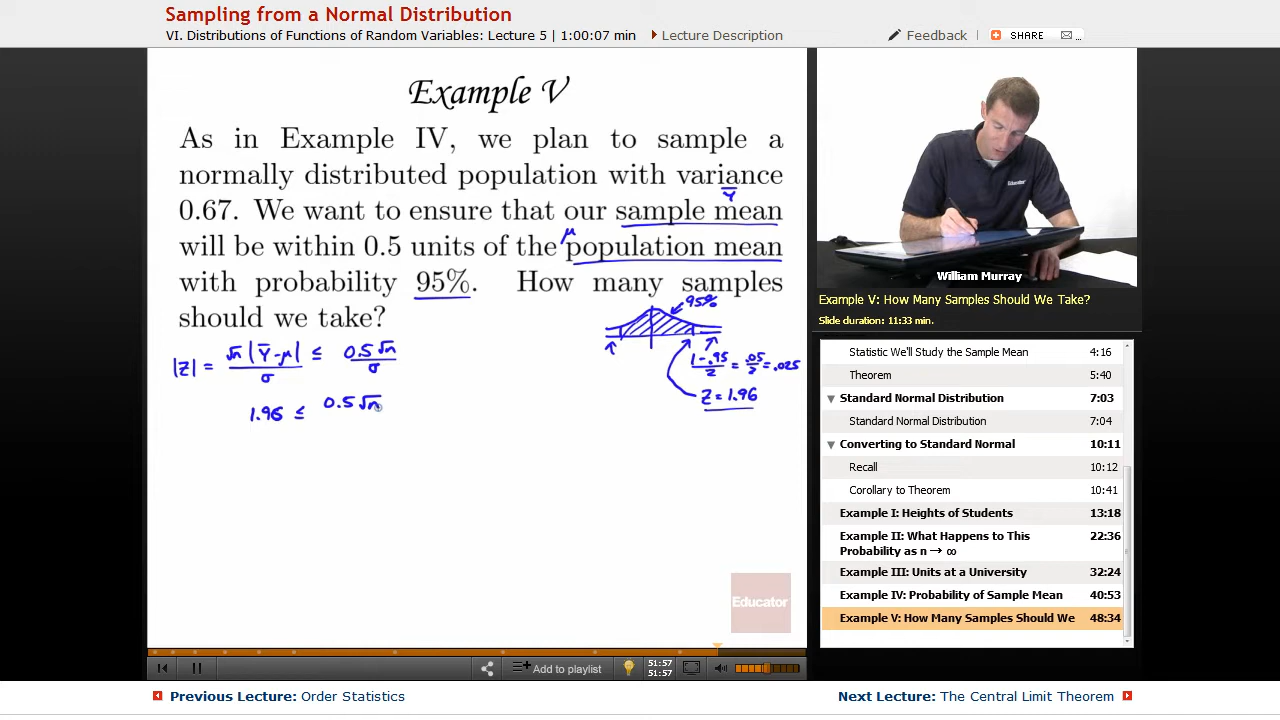 Sampling from a Normal Distribution
VI. Distributions of Functions of Random Variables: Lecture 5 | 1:00:07 min
Lecture Description
Feedback
SHARE
Example V
As in Example IV, we plan to sample a
normally distributed population with variance
0.67. We want to ensure that our sample mean
Ȳ
will be within 0.5 units of the population mean
μ
with probability 95%. How many samples
should we take?
95%
|Z| = √n |Ȳ-μ| / σ ≤ 0.5√n / σ
1-.95 / 2 = .05 / 2 = .025
Z = 1.96
1.96 ≤ 0.5√n
Educator
Educator
William Murray
Example V: How Many Samples Should We Take?
Slide duration: 11:33 min.
Statistic We'll Study the Sample Mean 4:16
Theorem 5:40
Standard Normal Distribution 7:03
Standard Normal Distribution 7:04
Converting to Standard Normal 10:11
Recall 10:12
Corollary to Theorem 10:41
Example I: Heights of Students 13:18
Example II: What Happens to This 22:36
Probability as n → ∞
Example III: Units at a University 32:24
Example IV: Probability of Sample Mean 40:53
Example V: How Many Samples Should We 48:34
Add to playlist
51:57
51:57
Previous Lecture: Order Statistics
Next Lecture: The Central Limit Theorem